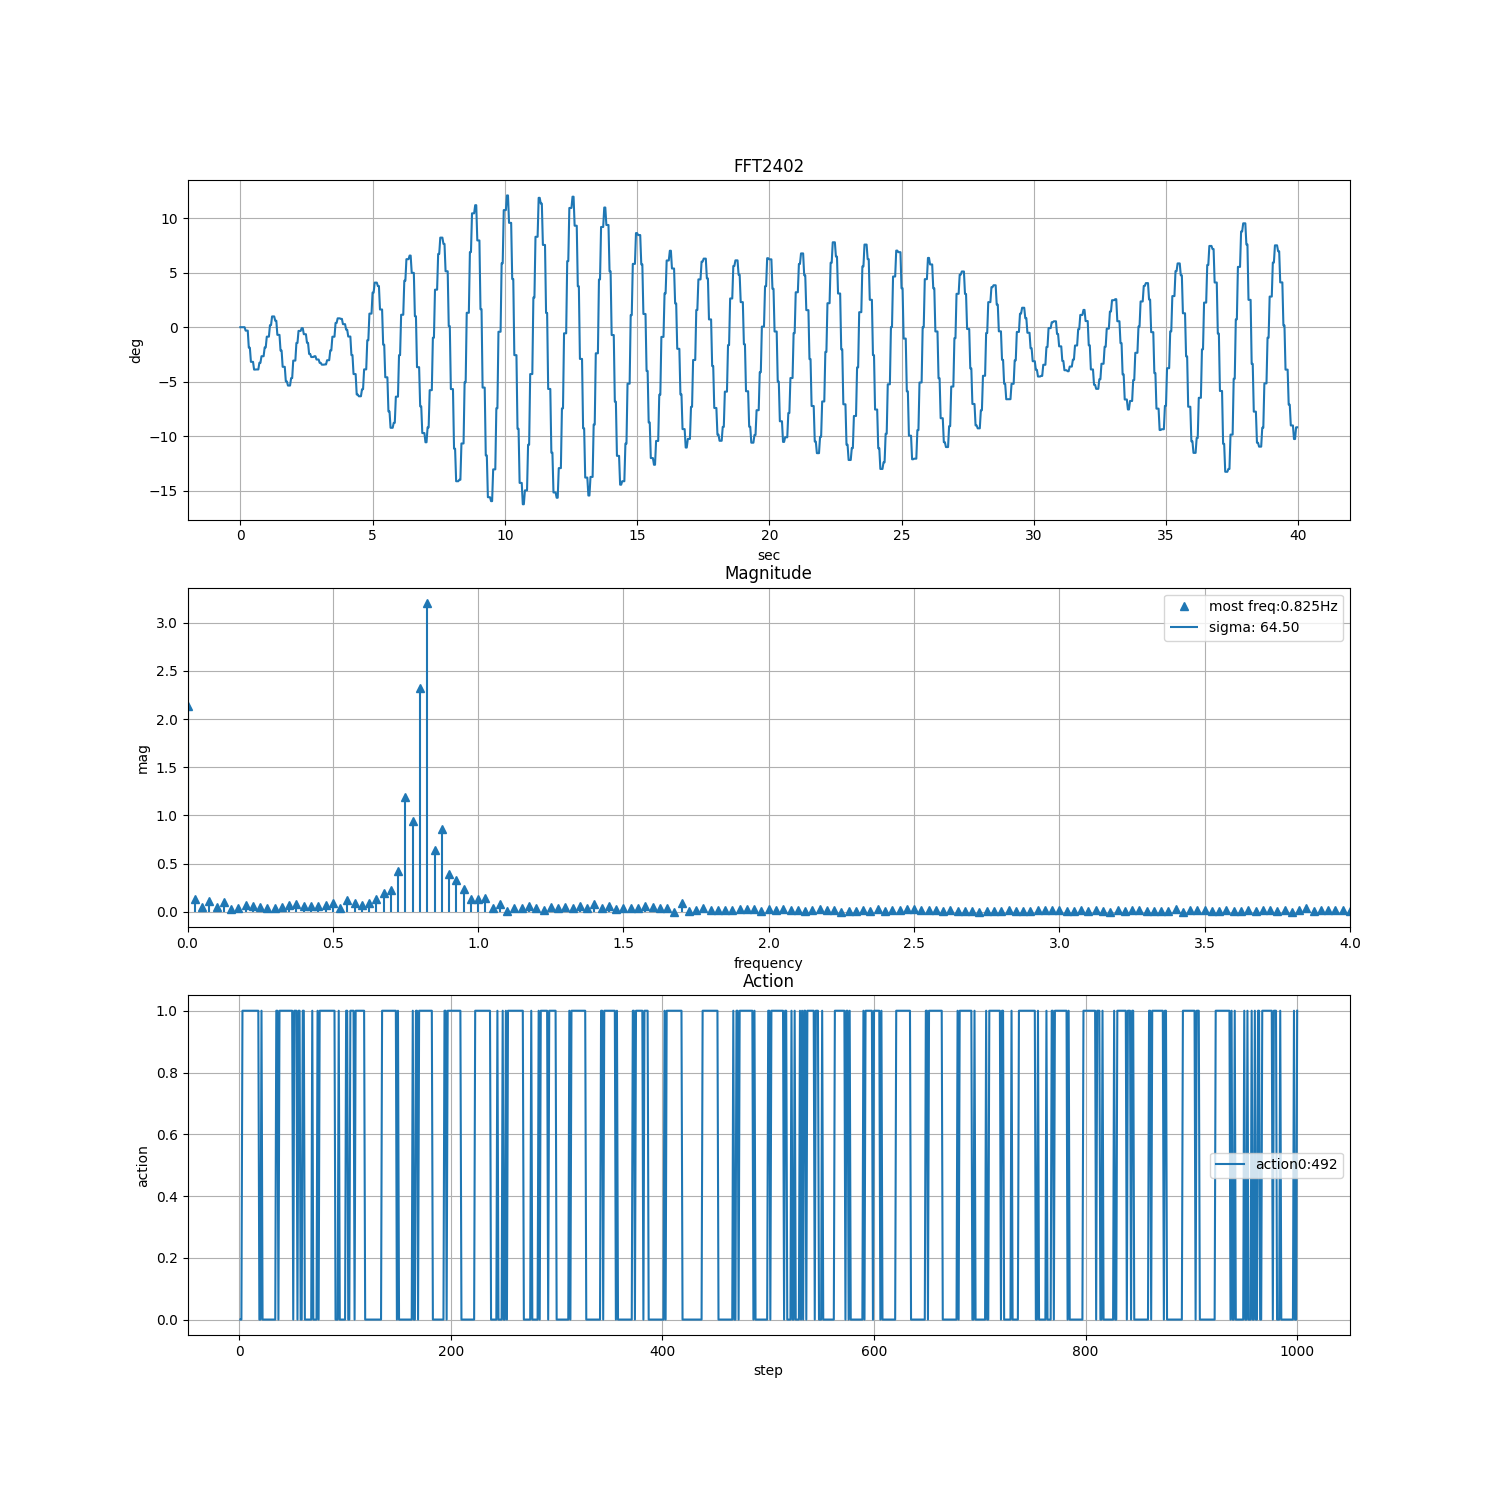 FFT2402
10
5
0
−5
−10
−15
deg
0 5 10 15 20 25 30 35 40
sec
Magnitude
most freq:0.825Hz
sigma: 64.50
3.0
2.5
2.0
1.5
1.0
0.5
0.0
mag
0.0 0.5 1.0 1.5 2.0 2.5 3.0 3.5 4.0
frequency
Action
1.0
0.8
0.6
0.4
0.2
0.0
action
action0:492
0 200 400 600 800 1000
step